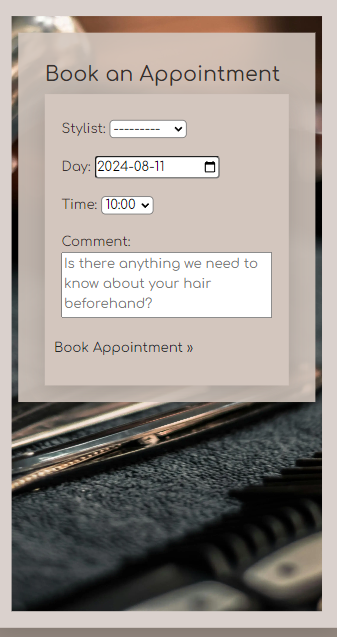 Book an Appointment
Stylist: ---------
Day: 2024-08-11
Time: 10:00
Comment:
Is there anything we need to
know about your hair
beforehand?
Book Appointment »